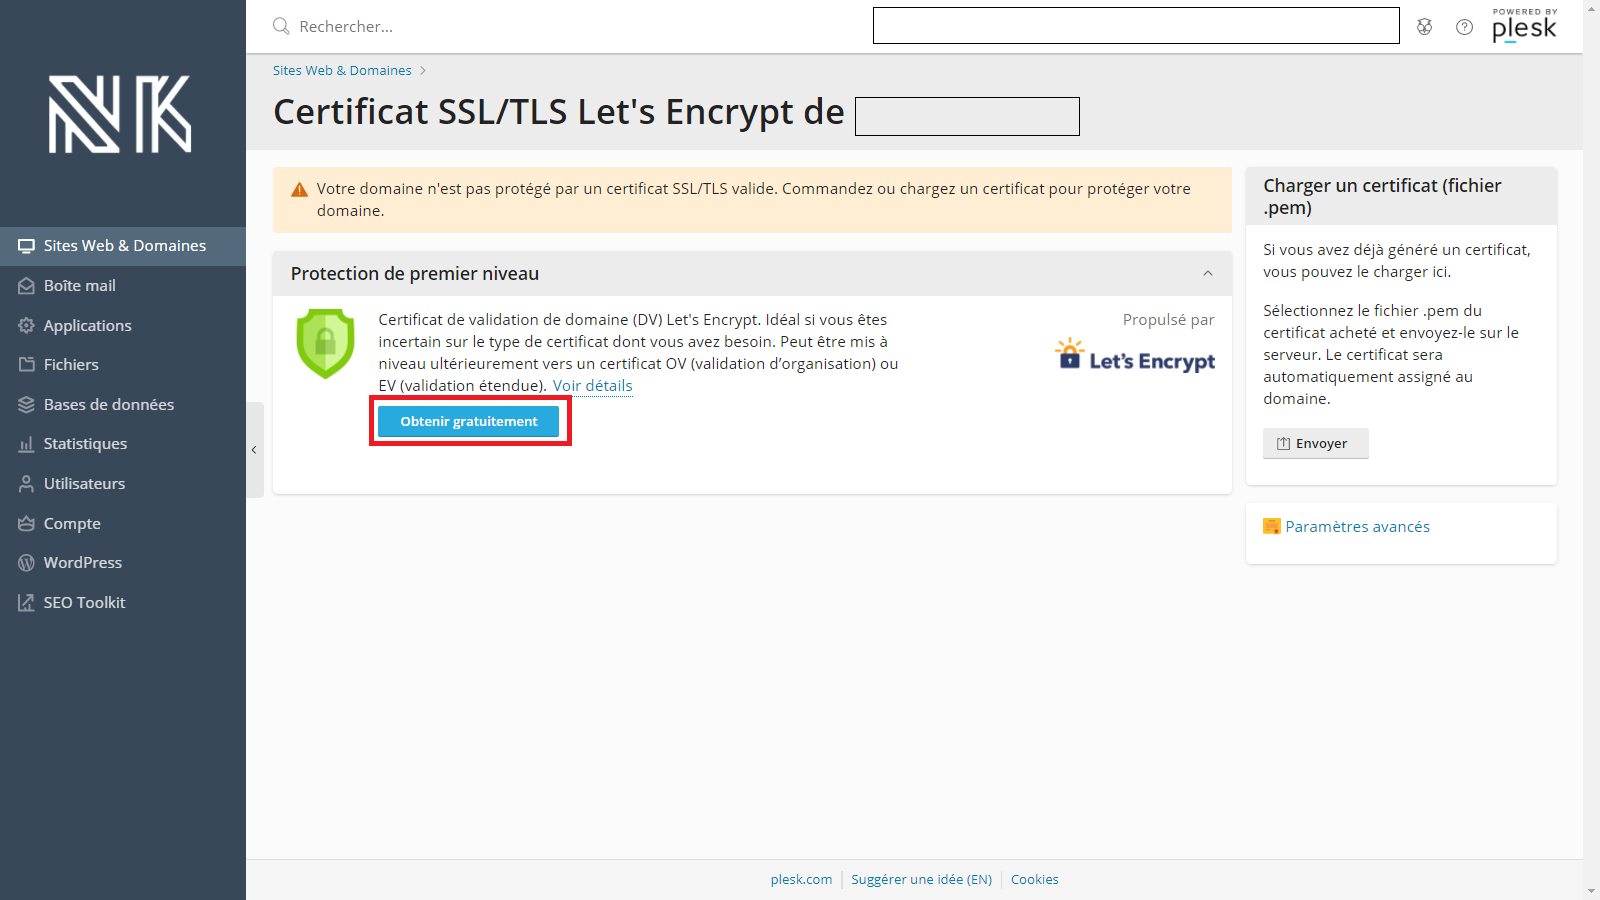 Rechercher...
POWERED BY
plesk
Sites Web & Domaines
Certificat SSL/TLS Let's Encrypt de
NK
Sites Web & Domaines
Boîte mail
Applications
Fichiers
Bases de données
Statistiques
Utilisateurs
Compte
WordPress
SEO Toolkit
Votre domaine n'est pas protégé par un certificat SSL/TLS valide. Commandez ou chargez un certificat pour protéger votre
domaine.
Protection de premier niveau
Certificat de validation de domaine (DV) Let's Encrypt. Idéal si vous êtes
incertain sur le type de certificat dont vous avez besoin. Peut être mis à
niveau ultérieurement vers un certificat OV (validation d’organisation) ou
EV (validation étendue). Voir détails
Obtenir gratuitement
Propulsé par
Let's Encrypt
Charger un certificat (fichier
.pem)
Si vous avez déjà généré un certificat,
vous pouvez le charger ici.
Sélectionnez le fichier .pem du
certificat acheté et envoyez-le sur le
serveur. Le certificat sera
automatiquement assigné au
domaine.
Envoyer
Paramètres avancés
plesk.com
Suggérer une idée (EN)
Cookies